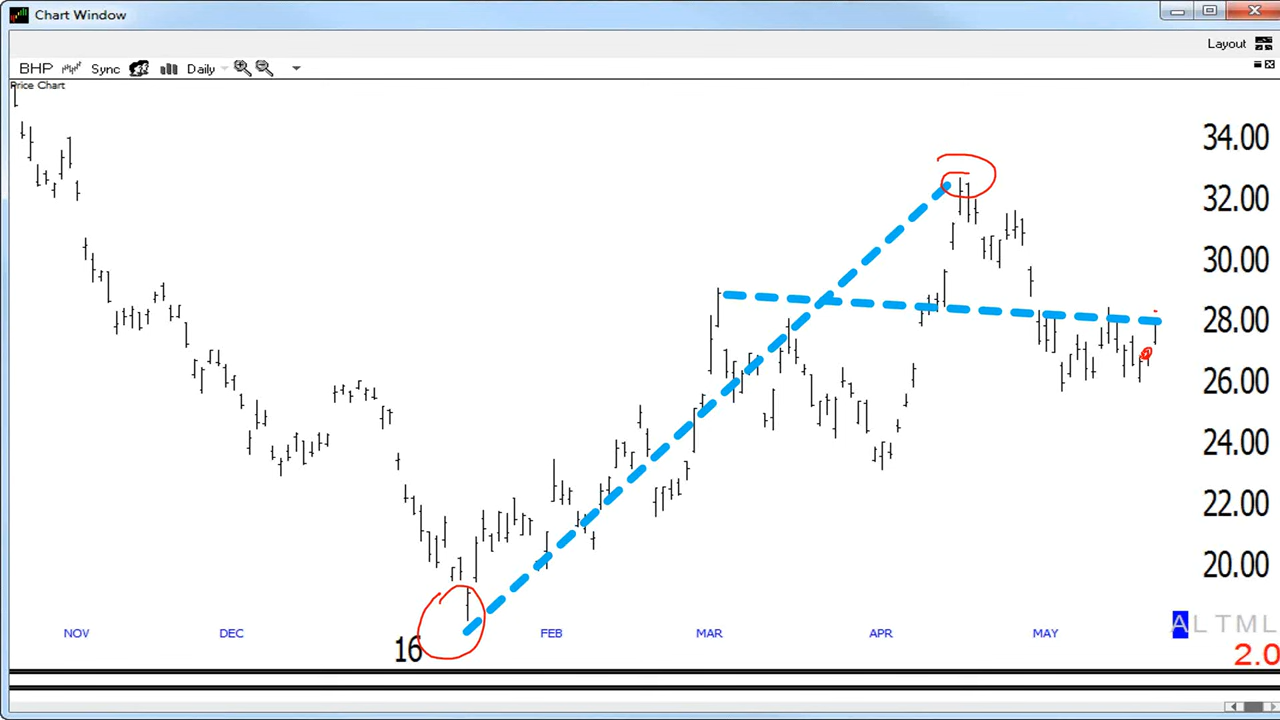 Chart Window
Layout
BHP Sync Daily
Price Chart
34.00
32.00
30.00
28.00
26.00
24.00
22.00
20.00
NOV DEC 16 FEB MAR APR MAY
A L T M L
2.0